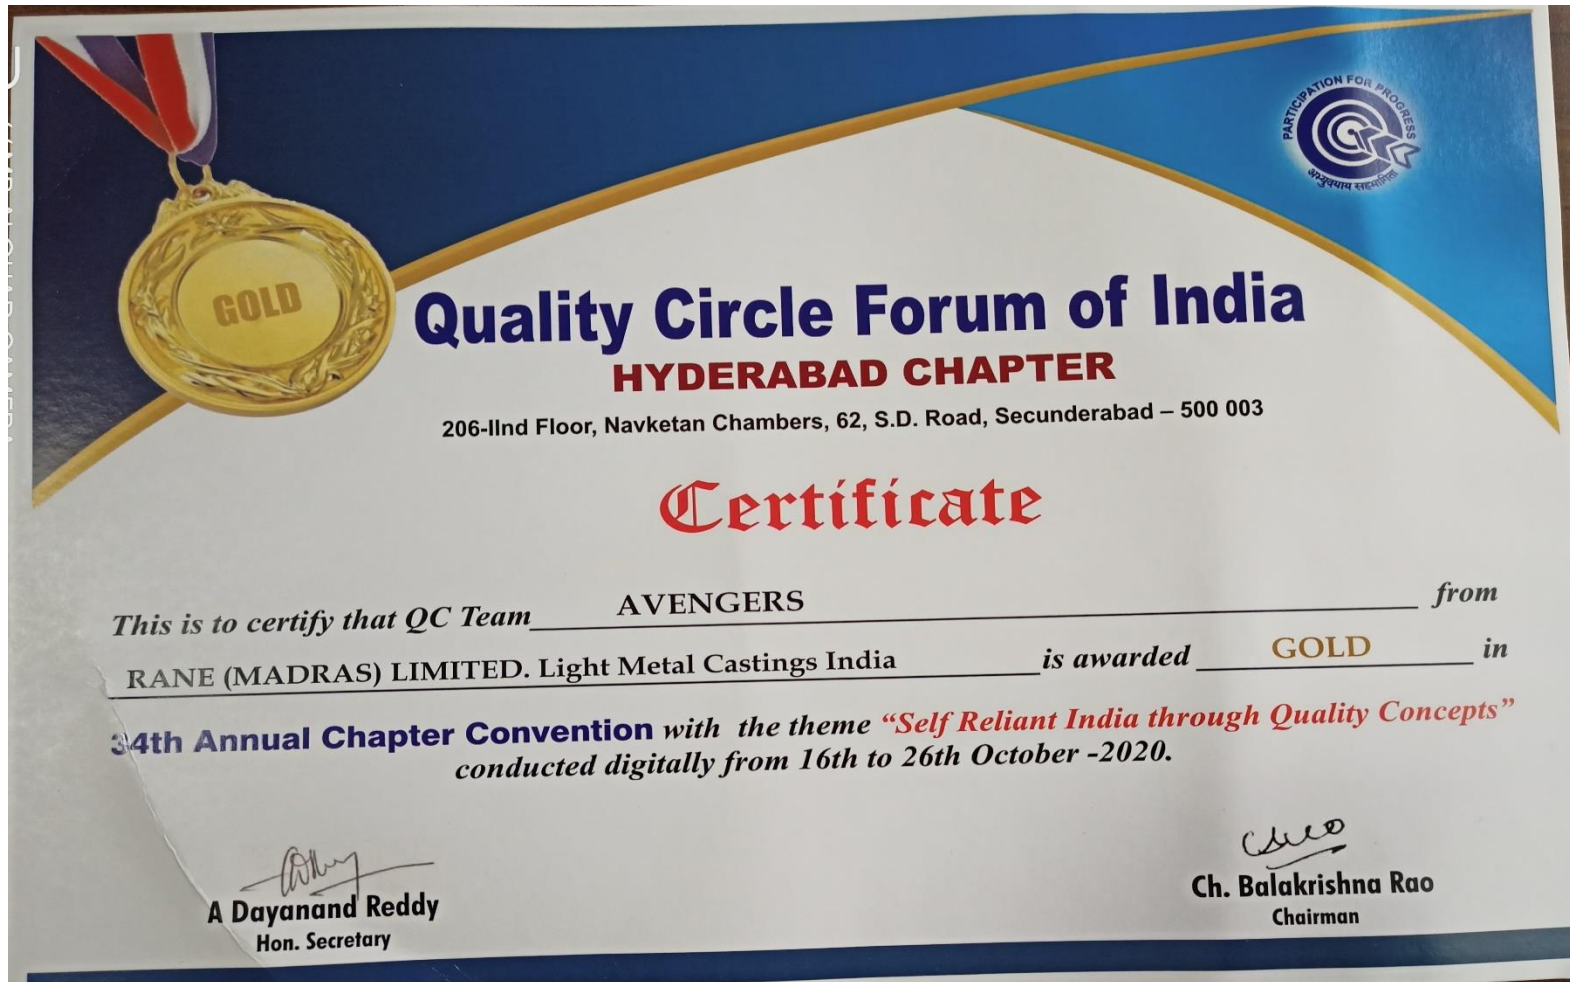 PARTICIPATION FOR PROGRESS
अभ्युदयाय सहभागिता
GOLD
Quality Circle Forum of India
HYDERABAD CHAPTER
206-IInd Floor, Navketan Chambers, 62, S.D. Road, Secunderabad – 500 003
Certificate
This is to certify that QC Team AVENGERS from
RANE (MADRAS) LIMITED. Light Metal Castings India is awarded GOLD in
34th Annual Chapter Convention with the theme “Self Reliant India through Quality Concepts”
conducted digitally from 16th to 26th October -2020.
A Dayanand Reddy
Hon. Secretary
Ch. Balakrishna Rao
Chairman